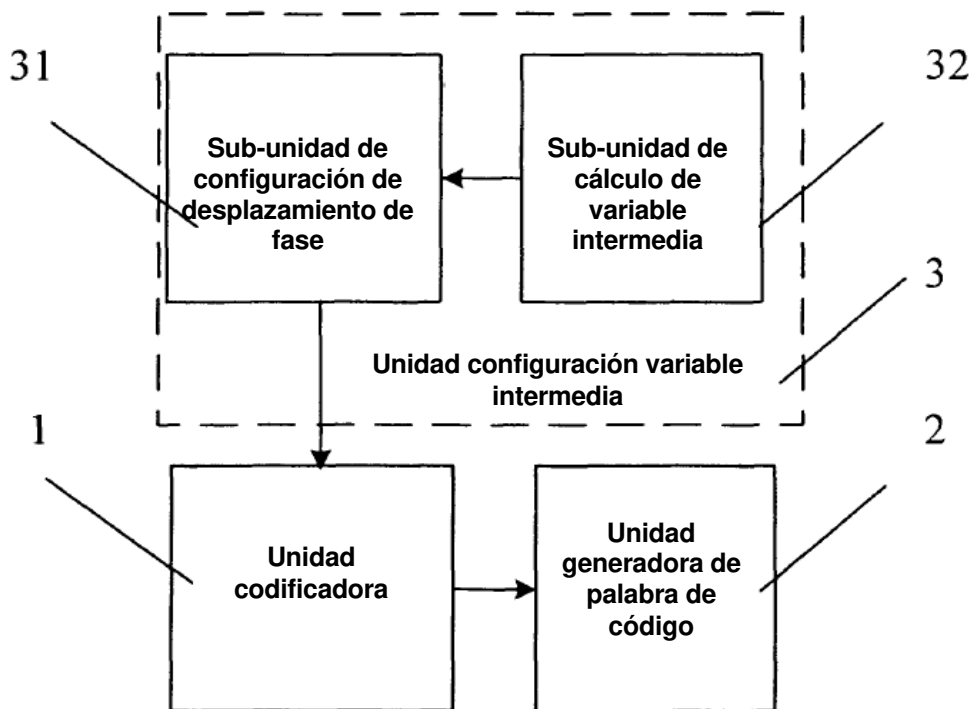 31
32
Sub-unidad de
configuración de
desplazamiento de
fase
Sub-unidad de
cálculo de
variable
intermedia
3
Unidad configuración variable
intermedia
1
2
Unidad
codificadora
Unidad
generadora de
palabra de
código